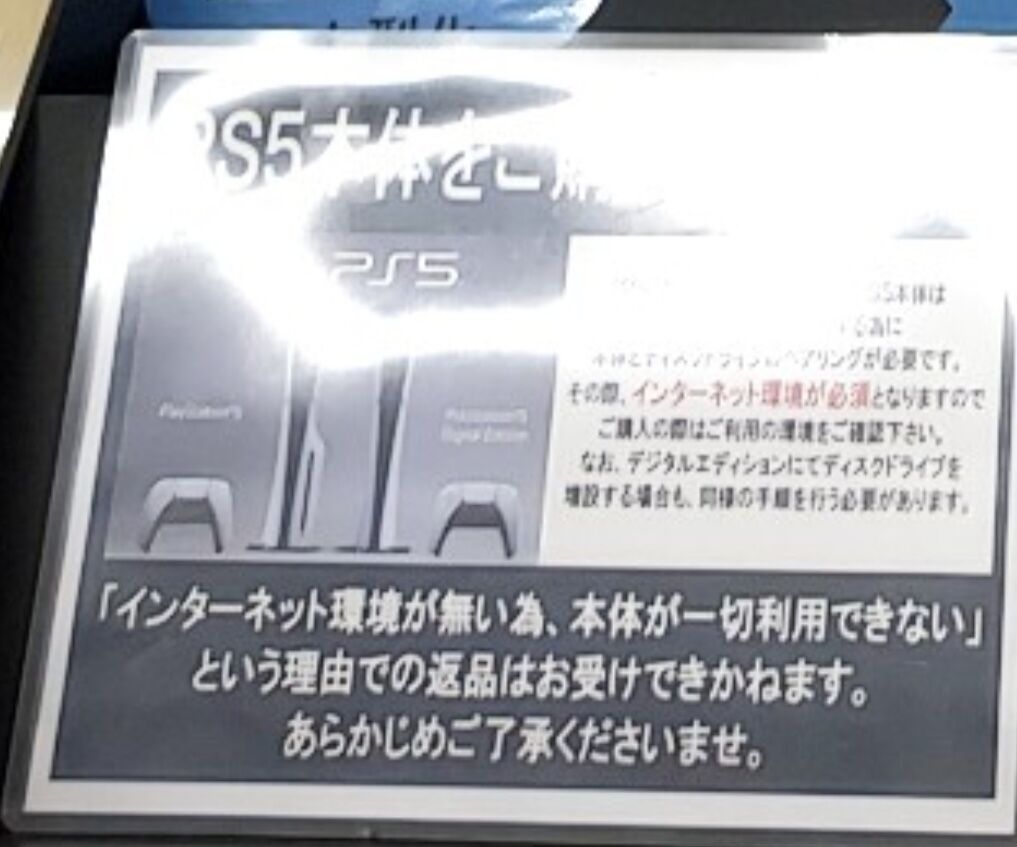 PS5本体をご購
PS5
PlayStation5
PlayStation5
Digital Edition
PS5本体は
る為に
本体とディスクドライブのペアリングが必要です。
その際、インターネット環境が必須となりますので
ご購入の際はご利用の環境をご確認下さい。
なお、デジタルエディションにてディスクドライブを
増設する場合も、同様の手順を行う必要があります。
「インターネット環境が無い為、本体が一切利用できない」
という理由での返品はお受けできかねます。
あらかじめご了承くださいませ。